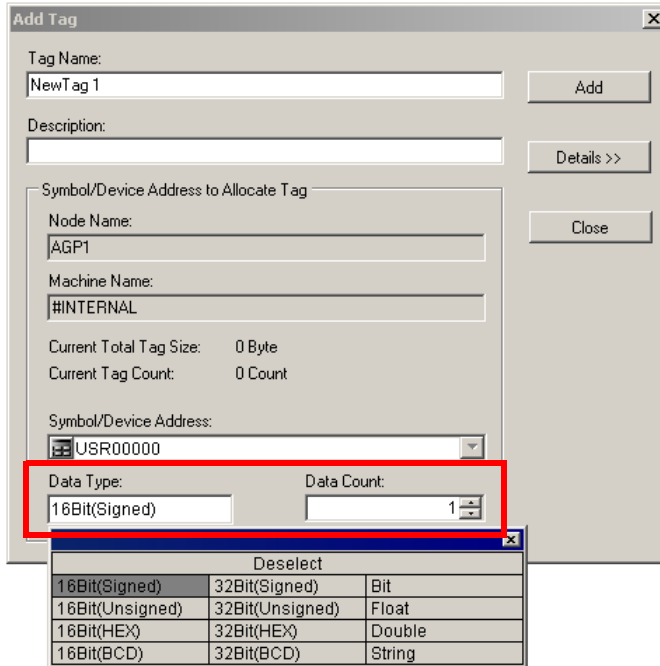 Add Tag
Tag Name:
NewTag 1
Add
Description:
Details >>
Symbol/Device Address to Allocate Tag
Node Name:
AGP1
Close
Machine Name:
#INTERNAL
Current Total Tag Size: 0 Byte
Current Tag Count: 0 Count
Symbol/Device Address:
USR00000
Data Type: Data Count:
16Bit(Signed) 1
Deselect
16Bit(Signed) 32Bit(Signed) Bit
16Bit(Unsigned) 32Bit(Unsigned) Float
16Bit(HEX) 32Bit(HEX) Double
16Bit(BCD) 32Bit(BCD) String